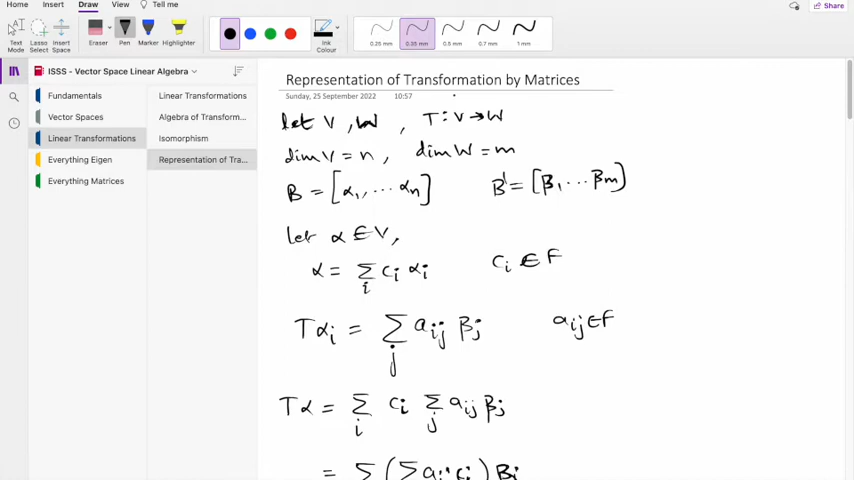 Home Insert Draw View Tell me Share
Text Mode Lasso Select Insert Space Eraser Pen Marker Highlighter Ink Colour 0.25 mm 0.35 mm 0.5 mm 0.7 mm 1 mm
ISSS - Vector Space Linear Algebra
Fundamentals
Vector Spaces
Linear Transformations
Everything Eigen
Everything Matrices
Linear Transformations
Algebra of Transform...
Isomorphism
Representation of Tra...
Representation of Transformation by Matrices
Sunday, 25 September 2022 10:57
let V, W, T: V → W
dim V = n, dim W = m
B = [α₁, ... αn] B' = [β₁ ... βm]
let α ∈ V,
α = Σi ci αi ci ∈ F
Tαi = Σj aij βj aij ∈ F
Tα = Σi ci Σj aij βj
= Σ (Σ aij ci) βj